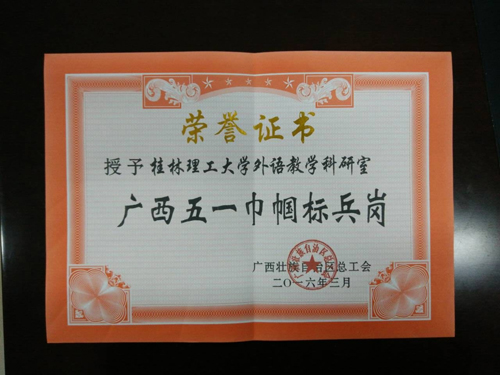 荣誉证书
授予桂林理工大学外语教学科研室
广西五一巾帼标兵岗
广西壮族自治区总工会
二〇一六年三月